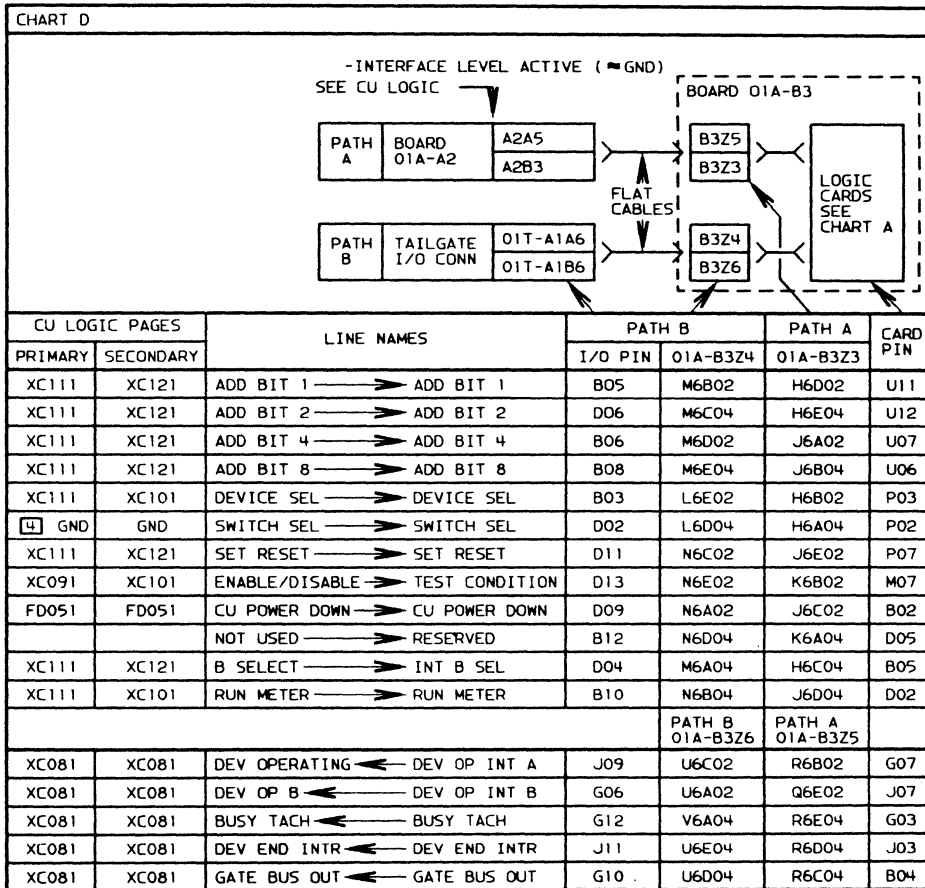 CHART D
-INTERFACE LEVEL ACTIVE (≈GND)
SEE CU LOGIC
BOARD 01A-B3
PATH A
BOARD 01A-A2
A2A5
A2B3
B3Z5
B3Z3
FLAT CABLES
LOGIC CARDS SEE CHART A
PATH B
TAILGATE I/O CONN
01T-A1A6
01T-A1B6
B3Z4
B3Z6
CU LOGIC PAGES LINE NAMES PATH B PATH A CARD PIN
PRIMARY SECONDARY I/O PIN 01A-B3Z4 01A-B3Z3
XC111 XC121 ADD BIT 1 → ADD BIT 1 B05 M6B02 H6D02 U11
XC111 XC121 ADD BIT 2 → ADD BIT 2 D06 M6C04 H6E04 U12
XC111 XC121 ADD BIT 4 → ADD BIT 4 B06 M6D02 J6A02 U07
XC111 XC121 ADD BIT 8 → ADD BIT 8 B08 M6E04 J6B04 U06
XC111 XC101 DEVICE SEL → DEVICE SEL B03 L6E02 H6B02 P03
4 GND GND SWITCH SEL → SWITCH SEL D02 L6D04 H6A04 P02
XC111 XC121 SET RESET → SET RESET D11 N6C02 J6E02 P07
XC091 XC101 ENABLE/DISABLE → TEST CONDITION D13 N6E02 K6B02 M07
FD051 FD051 CU POWER DOWN → CU POWER DOWN D09 N6A02 J6C02 B02
NOT USED → RESERVED B12 N6D04 K6A04 D05
XC111 XC121 B SELECT → INT B SEL D04 M6A04 H6C04 B05
XC111 XC101 RUN METER → RUN METER B10 N6B04 J6D04 D02
PATH B 01A-B3Z6 PATH A 01A-B3Z5
XC081 XC081 DEV OPERATING ← DEV OP INT A J09 U6C02 R6B02 G07
XC081 XC081 DEV OP B ← DEV OP INT B G06 U6A02 Q6E02 J07
XC081 XC081 BUSY TACH ← BUSY TACH G12 V6A04 R6E04 G03
XC081 XC081 DEV END INTR ← DEV END INTR J11 U6E04 R6D04 J03
XC081 XC081 GATE BUS OUT ← GATE BUS OUT G10 U6D04 R6C04 B04